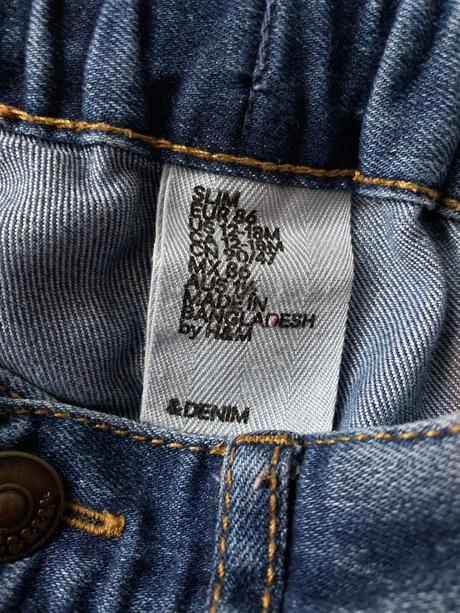 SLIM
EUR 86
US 12-18M
CA 12-18M
CN 90/47
MX 86
AUS 1½
MADE IN
BANGLADESH
by H&M
&DENIM